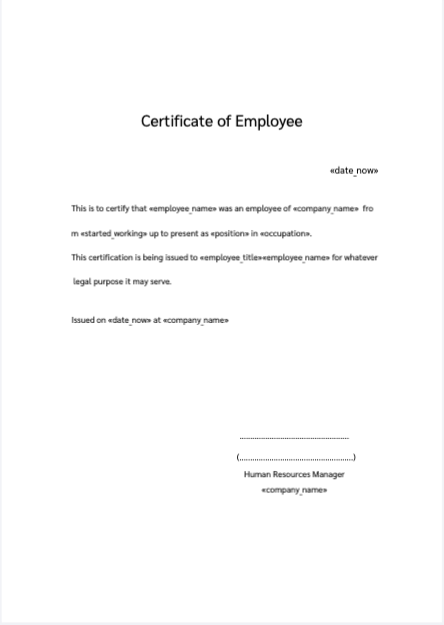 Certificate of Employee
«date_now»
This is to certify that «employee_name» was an employee of «company_name» fro
m «started_working» up to present as «position» in «occupation».
This certification is being issued to «employee_title»«employee_name» for whatever
legal purpose it may serve.
Issued on «date_now» at «company_name»
......................................................
(......................................................)
Human Resources Manager
«company_name»